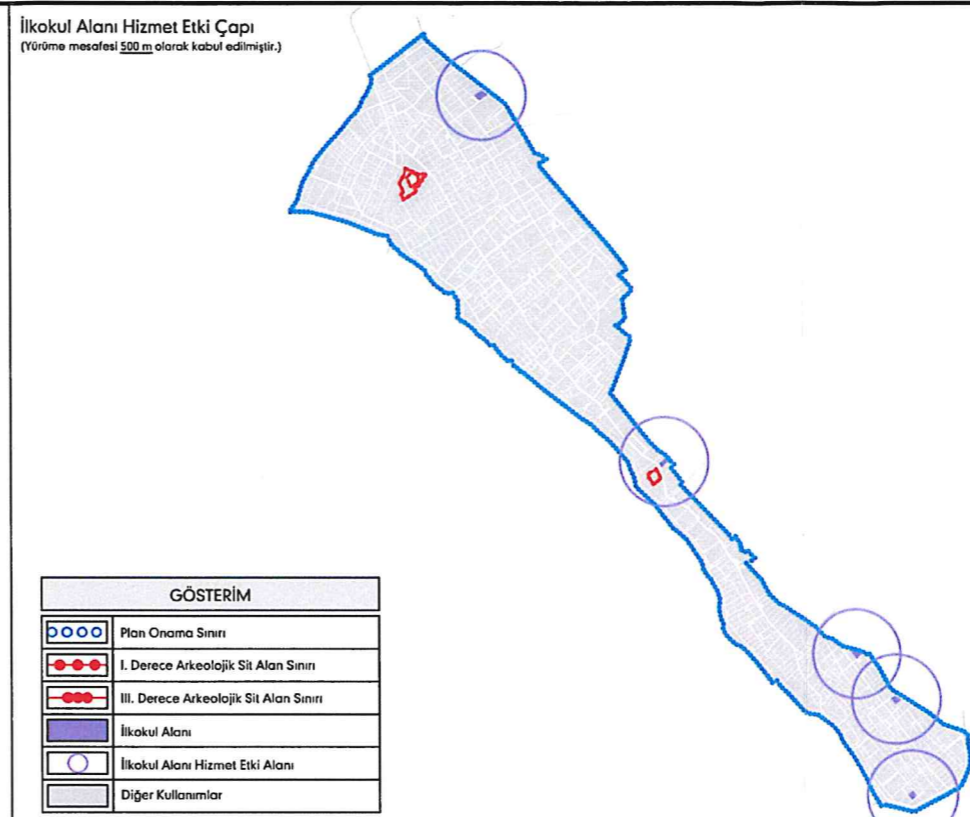 İlkokul Alanı Hizmet Etki Çapı
(Yürüme mesafesi 500 m olarak kabul edilmiştir.)
GÖSTERİM
Plan Onama Sınırı
I. Derece Arkeolojik Sit Alan Sınırı
III. Derece Arkeolojik Sit Alan Sınırı
İlkokul Alanı
İlkokul Alanı Hizmet Etki Alanı
Diğer Kullanımlar